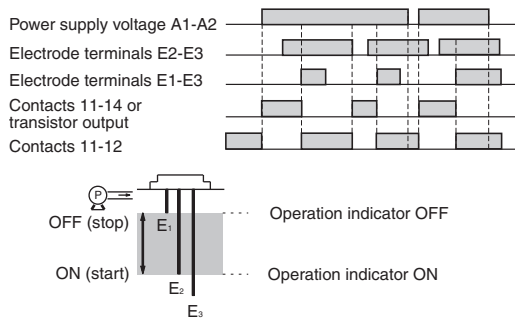 Power supply voltage A1-A2
Electrode terminals E2-E3
Electrode terminals E1-E3
Contacts 11-14 or
transistor output
Contacts 11-12
P
OFF (stop)
E₁
Operation indicator OFF
ON (start)
Operation indicator ON
E₂
E₃